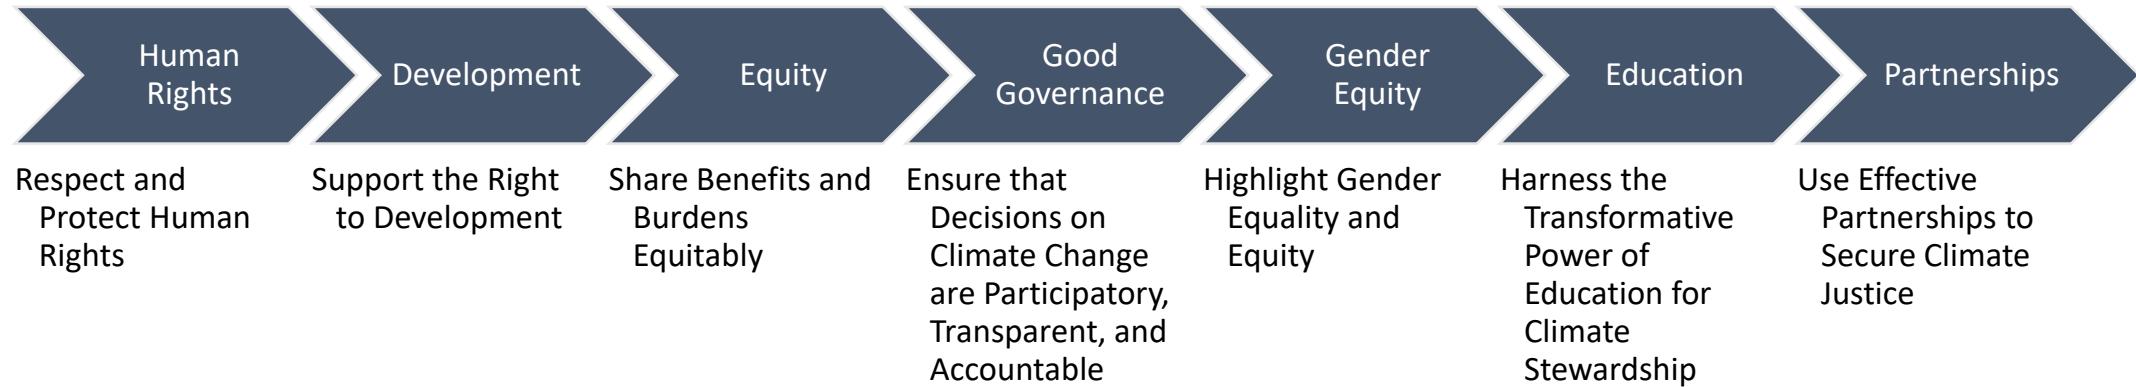 Human
Rights
Respect and
Protect Human
Rights
Development
Support the Right
to Development
Equity
Share Benefits and
Burdens
Equitably
Good
Governance
Ensure that
Decisions on
Climate Change
are Participatory,
Transparent, and
Accountable
Gender
Equity
Highlight Gender
Equality and
Equity
Education
Harness the
Transformative
Power of
Education for
Climate
Stewardship
Partnerships
Use Effective
Partnerships to
Secure Climate
Justice